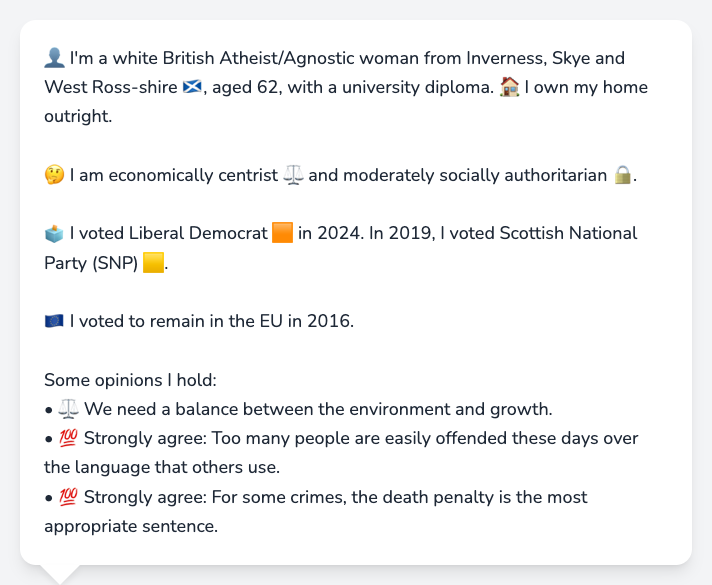 👤 I'm a white British Atheist/Agnostic woman from Inverness, Skye and
West Ross-shire 🏴󠁧󠁢󠁳󠁣󠁴󠁿, aged 62, with a university diploma. 🏠 I own my home
outright.
🤔 I am economically centrist ⚖️ and moderately socially authoritarian 🔒.
🗳️ I voted Liberal Democrat 🟧 in 2024. In 2019, I voted Scottish National
Party (SNP) 🟨.
🇪🇺 I voted to remain in the EU in 2016.
Some opinions I hold:
• ⚖️ We need a balance between the environment and growth.
• 💯 Strongly agree: Too many people are easily offended these days over
the language that others use.
• 💯 Strongly agree: For some crimes, the death penalty is the most
appropriate sentence.